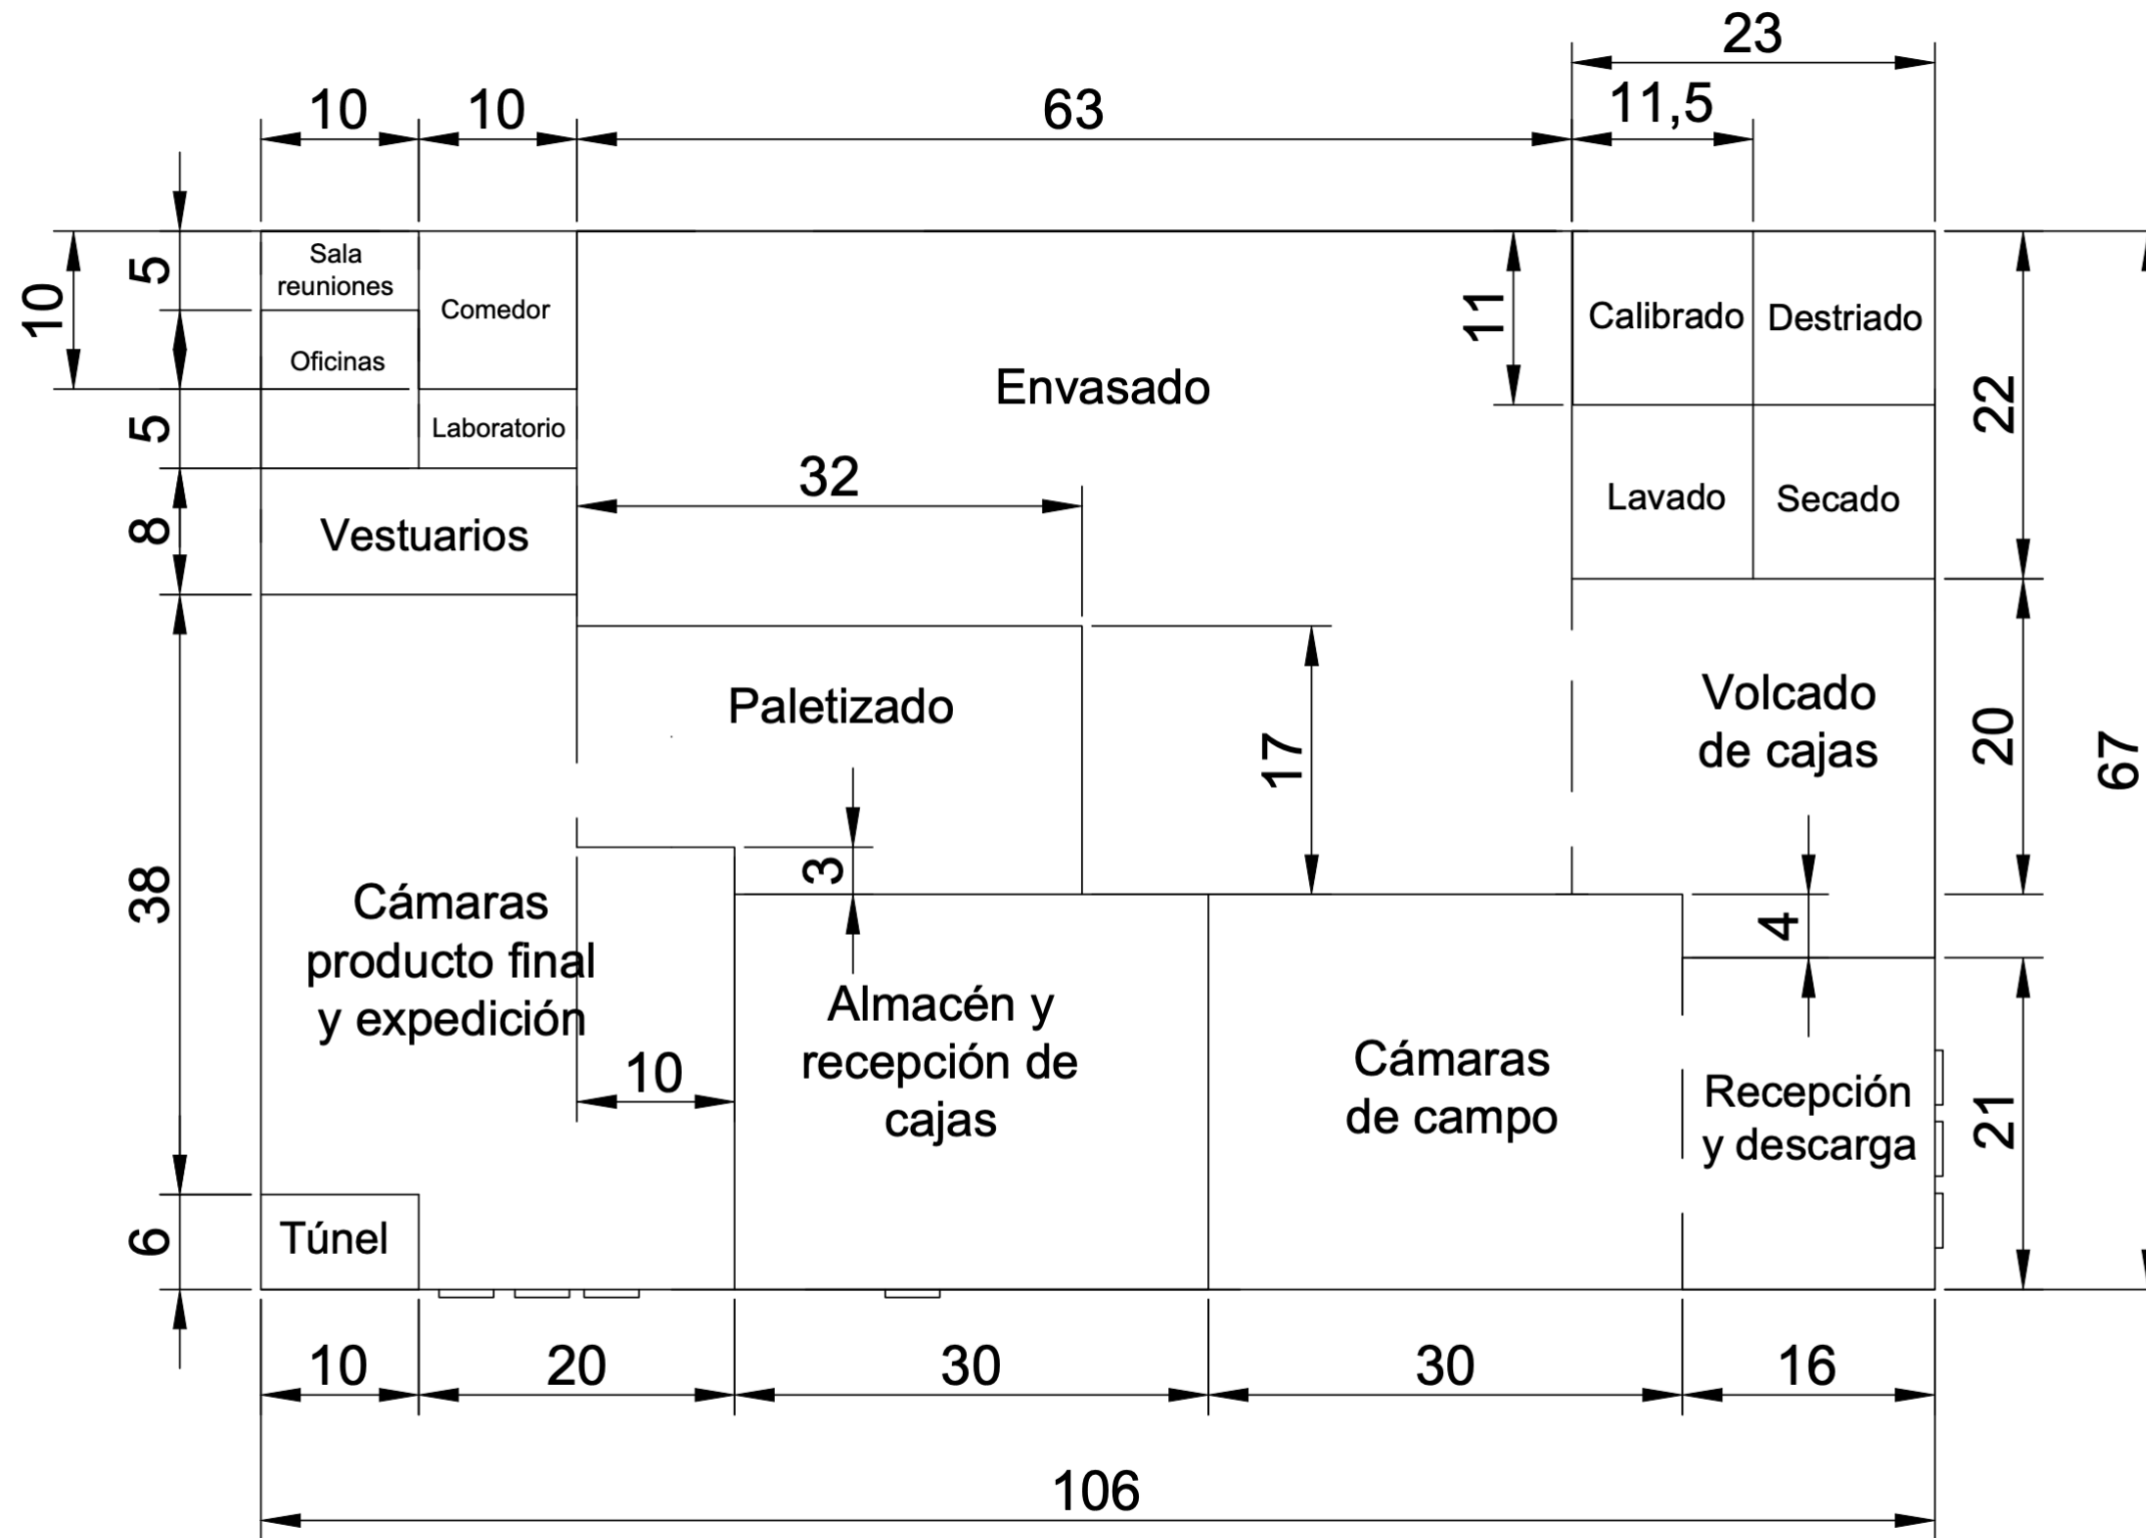 23
10
10
63
11,5
5
10
Sala
reuniones
Comedor
Oficinas
11
Calibrado
Destriado
Envasado
22
5
Laboratorio
32
Lavado
Secado
8
Vestuarios
Paletizado
17
Volcado
de cajas
20
67
38
3
Cámaras
producto final
y expedición
4
Almacén y
recepción de
cajas
10
Cámaras
de campo
Recepción
y descarga
21
6
Túnel
10
20
30
30
16
106